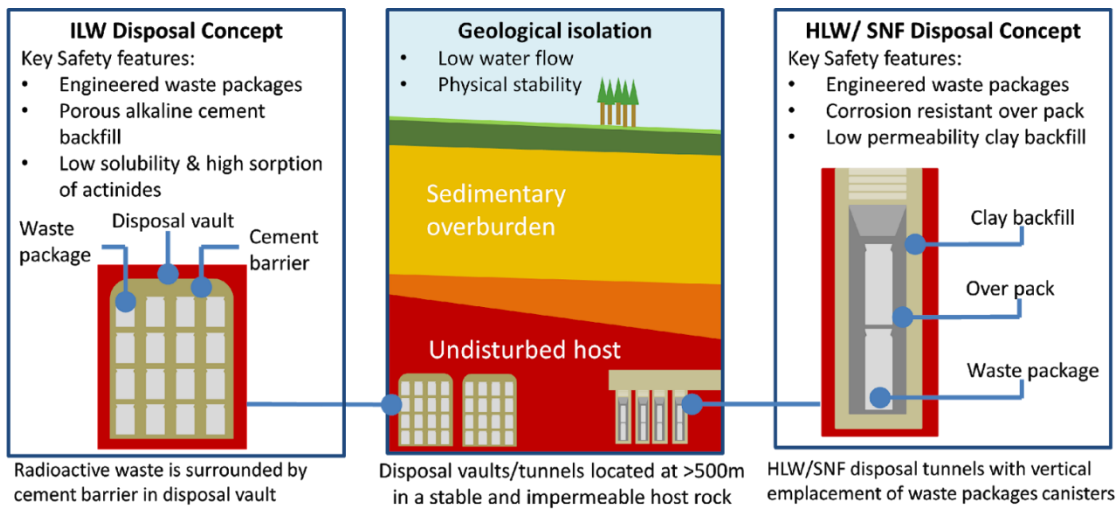 ILW Disposal Concept
Key Safety features:
• Engineered waste packages
• Porous alkaline cement
backfill
• Low solubility & high sorption
of actinides
Disposal vault
Waste
package
Cement
barrier
Radioactive waste is surrounded by
cement barrier in disposal vault
Geological isolation
• Low water flow
• Physical stability
Sedimentary
overburden
Undisturbed host
Disposal vaults/tunnels located at >500m
in a stable and impermeable host rock
HLW/ SNF Disposal Concept
Key Safety features:
• Engineered waste packages
• Corrosion resistant over pack
• Low permeability clay backfill
Clay backfill
Over pack
Waste package
HLW/SNF disposal tunnels with vertical
emplacement of waste packages canisters